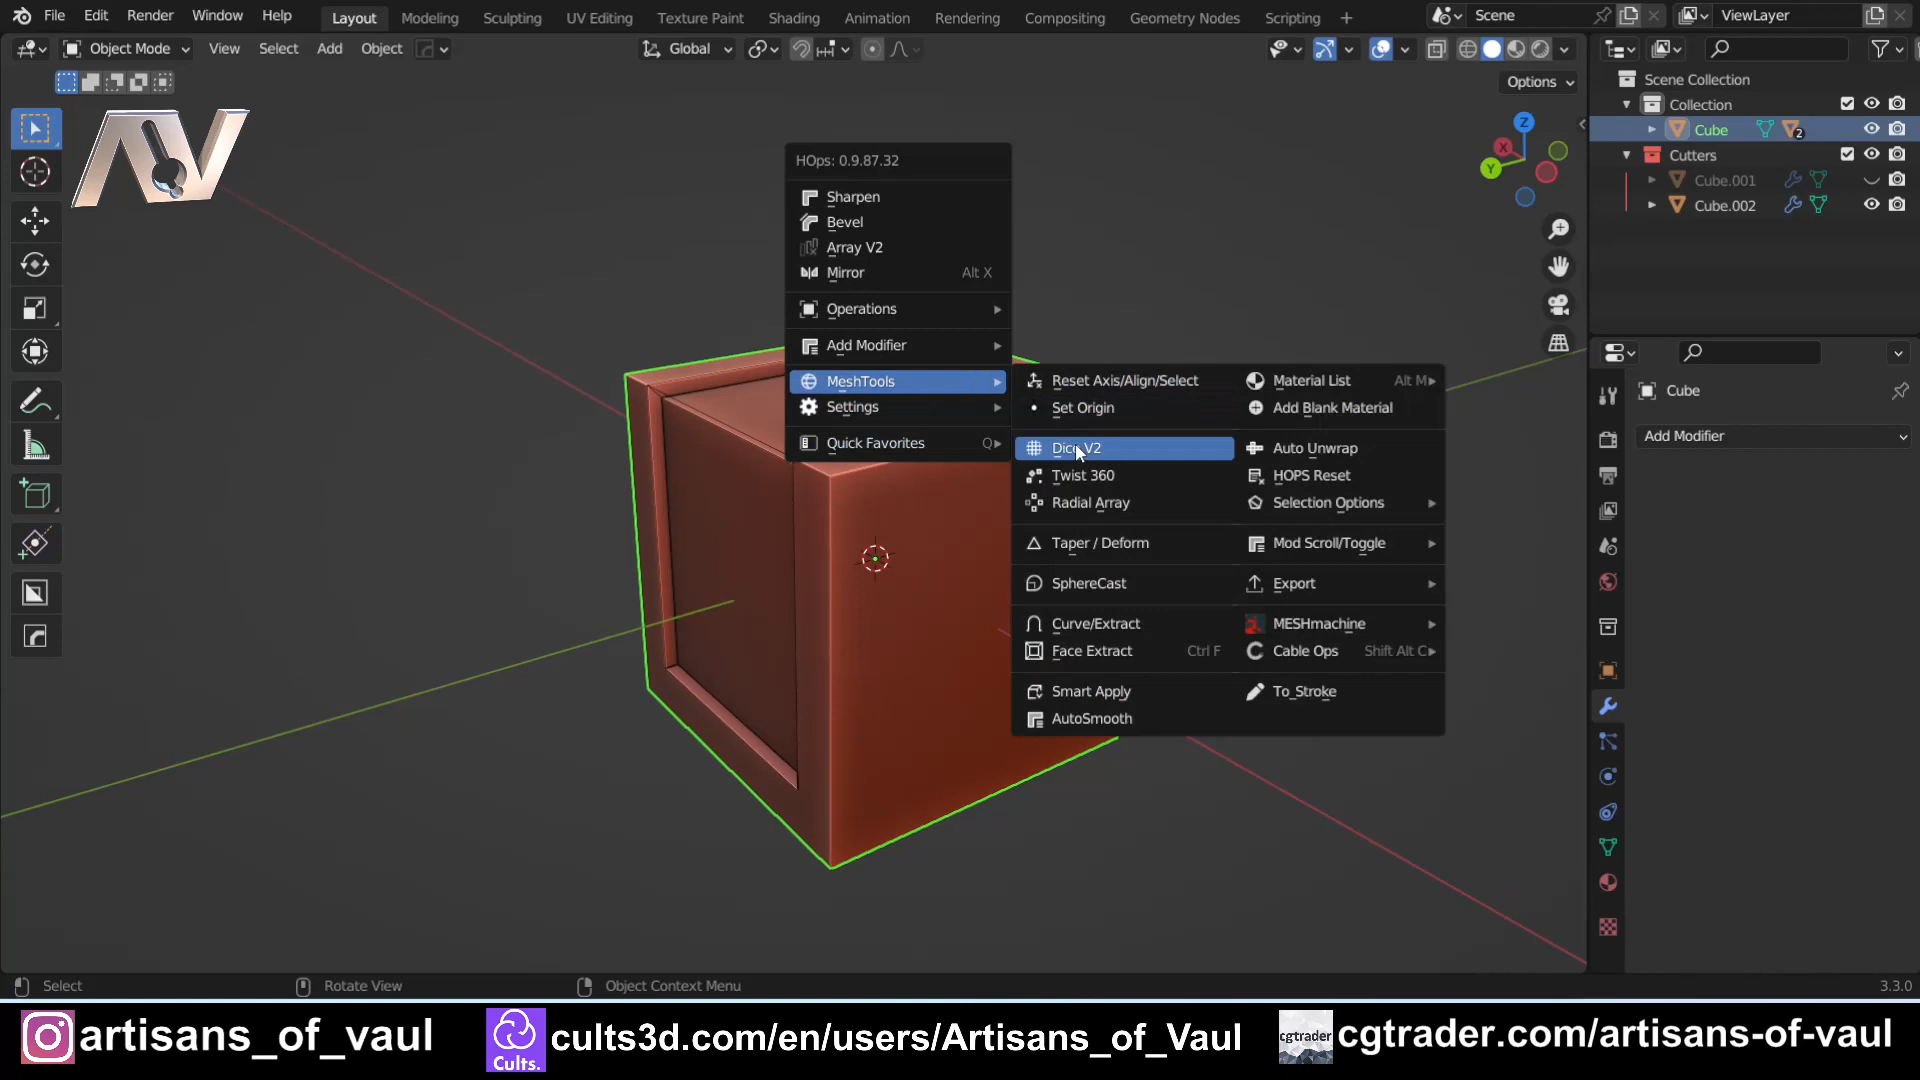 File Edit Render Window Help Layout Modeling Sculpting UV Editing Texture Paint Shading Animation Rendering Compositing Geometry Nodes Scripting + Scene ViewLayer
Object Mode View Select Add Object Global
Options
Scene Collection
Collection
Cube 2
Cutters
Cube.001
Cube.002
AV
Z
X
Y
HOps: 0.9.87.32
Sharpen
Bevel
Array V2
Mirror Alt X
Operations
Add Modifier
MeshTools
Settings
Quick Favorites Q
Reset Axis/Align/Select Material List Alt M
Set Origin Add Blank Material
Dice V2 Auto Unwrap
Twist 360 HOPS Reset
Radial Array Selection Options
Taper / Deform Mod Scroll/Toggle
SphereCast Export
Curve/Extract MESHmachine
Face Extract Ctrl F Cable Ops Shift Alt C
Smart Apply To_Stroke
AutoSmooth
Cube
Add Modifier
Select Rotate View Object Context Menu 3.3.0
artisans_of_vaul Cults. cults3d.com/en/users/Artisans_of_Vaul cgtrader cgtrader.com/artisans-of-vaul